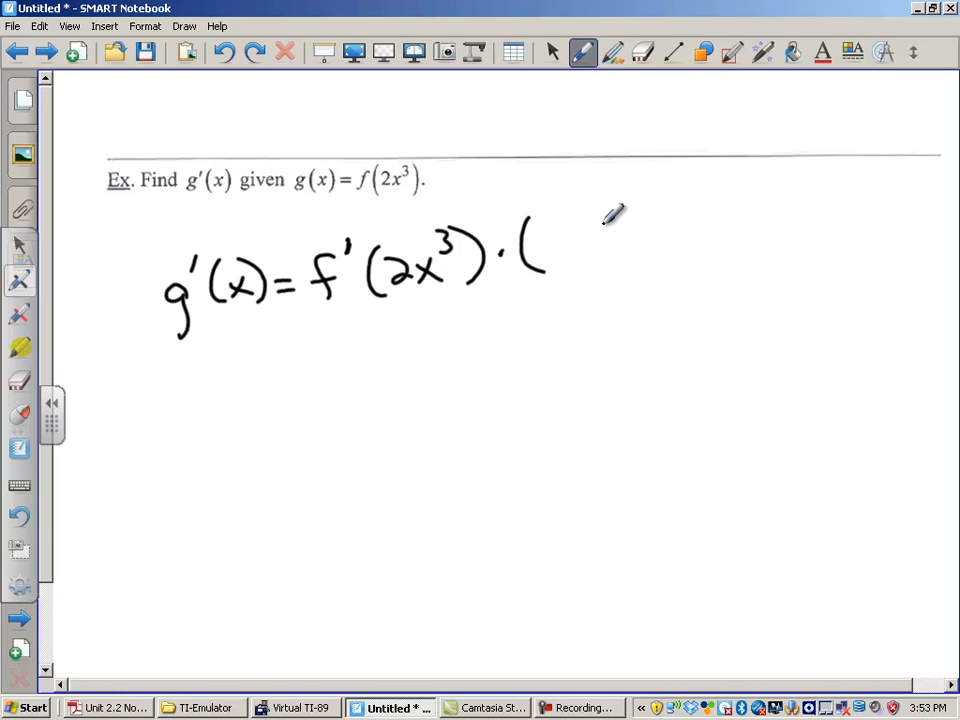 Untitled * - SMART Notebook
File Edit View Insert Format Draw Help
Ex. Find g'(x) given g(x) = f(2x³).
g'(x) = f'(2x³) · (
Start Unit 2.2 No... TI-Emulator Virtual TI-89 Untitled * ... Camtasia St... Recording... « 3:53 PM